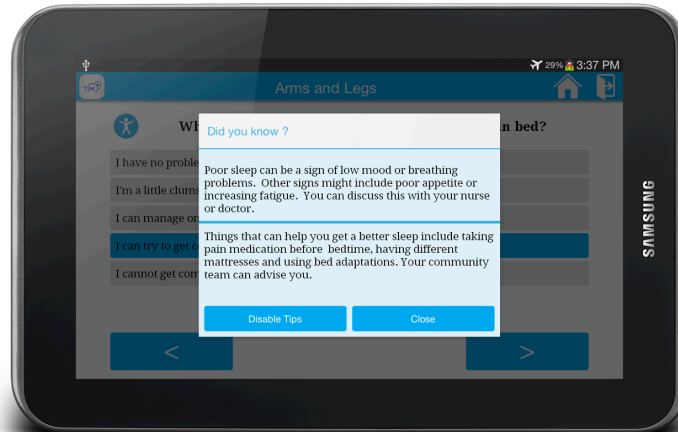 29% 3:37 PM
TiM
Arms and Legs
in bed?
Did you know ?
I have no
I'm a little
I can manage
I can try to get
I cannot get
Poor sleep can be a sign of low mood or breathing
problems. Other signs might include poor appetite or
increasing fatigue. You can discuss this with your nurse
or doctor.
Things that can help you get a better sleep include taking
pain medication before bedtime, having different
mattresses and using bed adaptations. Your community
team can advise you.
Disable Tips
Close
<
>
SAMSUNG